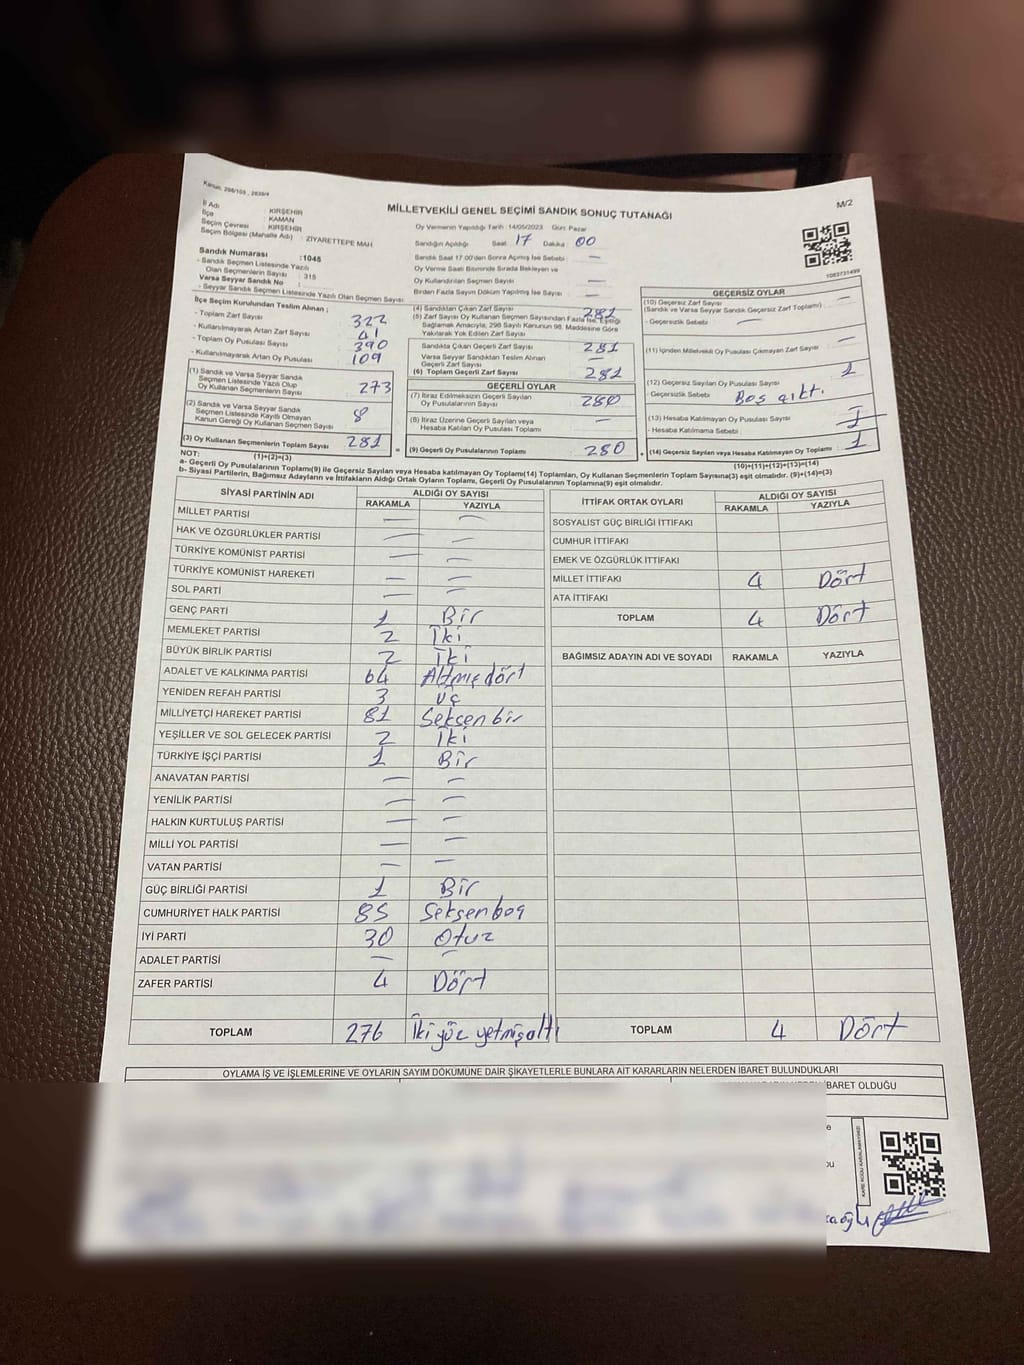 Kanun: 298/105 , 2839/4
M/2
MİLLETVEKİLİ GENEL SEÇİMİ SANDIK SONUÇ TUTANAĞI
İl Adı : KIRŞEHİR
İlçe : KAMAN
Seçim Çevresi : KIRŞEHİR
Seçim Bölgesi (Mahalle Adı) : ZİYARETTEPE MAH
Sandık Numarası : 1048
- Sandık Seçmen Listesinde Yazılı
Olan Seçmenlerin Sayısı : 315
Varsa Seyyar Sandık No :
- Seyyar Sandık Seçmen Listesinde Yazılı Olan Seçmen Sayısı :
Oy Vermenin Yapıldığı Tarih: 14/05/2023 Gün: Pazar
Sandığın Açıldığı Saat 17 Dakika 00
Sandık Saat 17:00'den Sonra Açılmış İse Sebebi : —
Oy Verme Saati Bitiminde Sırada Bekleyen ve
Oy Kullandırılan Seçmen Sayısı : —
Birden Fazla Sayım Döküm Yapılmış İse Sayısı : —
1083731499
İlçe Seçim Kurulundan Teslim Alınan ;
- Toplam Zarf Sayısı 322
- Kullanılmayarak Artan Zarf Sayısı 41
- Toplam Oy Pusulası 390
- Kullanılmayarak Artan Oy Pusulası 109
(1) Sandık ve Varsa Seyyar Sandık
Seçmen Listesinde Yazılı Olup
Oy Kullanan Seçmenlerin Sayısı 273
(2) Sandık ve Varsa Seyyar Sandık
Seçmen Listesinde Kayıtlı Olmayan
Kanun Gereği Oy Kullanan Seçmen Sayısı 8
(3) Oy Kullanan Seçmenlerin Toplam Sayısı 281
(1)+(2)=(3)
(4) Sandıktan Çıkan Zarf Sayısı 281
(5) Zarf Sayısı Oy Kullanan Seçmen Sayısından Fazla İse, Eşitliği
Sağlamak Amacıyla, 298 Sayılı Kanunun 98. Maddesine Göre
Yakılarak Yok Edilen Zarf Sayısı
Sandıkta Çıkan Geçerli Zarf Sayısı 281
Varsa Seyyar Sandıktan Teslim Alınan
Geçerli Zarf Sayısı —
(6) Toplam Geçerli Zarf Sayısı 281
GEÇERLİ OYLAR
(7) İtiraz Edilmeksizin Geçerli Sayılan
Oy Pusulalarının Sayısı 280
(8) İtiraz Üzerine Geçerli Sayılan veya
Hesaba Katılan Oy Pusulası Toplamı —
= (9) Geçerli Oy Pusulalarının Toplamı 280 +
GEÇERSİZ OYLAR
(10) Geçersiz Zarf Sayısı
(Sandık ve Varsa Seyyar Sandık Geçersiz Zarf Toplamı) —
- Geçersizlik Sebebi : —
(11) İçinden Milletvekili Oy Pusulası Çıkmayan Zarf Sayısı —
(12) Geçersiz Sayılan Oy Pusulası Sayısı 1
- Geçersizlik Sebebi : Boş çıktı.
(13) Hesaba Katılmayan Oy Pusulası Sayısı
- Hesaba Katılmama Sebebi :
(14) Geçersiz Sayılan veya Hesaba Katılmayan Oy Pusulası Toplamı 1
(10)+(11)+(12)+(13)=(14)
NOT:
a- Geçerli Oy Pusulalarının Toplamı(9) ile Geçersiz Sayılan veya Hesaba katılmayan Oy Toplamı(14) Toplamları, Oy Kullanan Seçmenlerin Toplam Sayısına(3) eşit olmalıdır. (9)+(14)=(3)
b- Siyasi Partilerin, Bağımsız Adayların ve İttifakların Aldığı Ortak Oyların Toplamı, Geçerli Oy Pusulalarının Toplamına(9) eşit olmalıdır.
SİYASİ PARTİNİN ADI ALDIĞI OY SAYISI
RAKAMLA YAZIYLA
MİLLET PARTİSİ — —
HAK VE ÖZGÜRLÜKLER PARTİSİ — —
TÜRKİYE KOMÜNİST PARTİSİ — —
TÜRKİYE KOMÜNİST HAREKETİ — —
SOL PARTİ — —
GENÇ PARTİ 1 Bir
MEMLEKET PARTİSİ 2 İki
BÜYÜK BİRLİK PARTİSİ 2 İki
ADALET VE KALKINMA PARTİSİ 64 Altmış dört
YENİDEN REFAH PARTİSİ 3 üç
MİLLİYETÇİ HAREKET PARTİSİ 81 Seksen bir
YEŞİLLER VE SOL GELECEK PARTİSİ 2 İki
TÜRKİYE İŞÇİ PARTİSİ 1 Bir
ANAVATAN PARTİSİ — —
YENİLİK PARTİSİ — —
HALKIN KURTULUŞ PARTİSİ — —
MİLLİ YOL PARTİSİ — —
VATAN PARTİSİ — —
GÜÇ BİRLİĞİ PARTİSİ 1 Bir
CUMHURİYET HALK PARTİSİ 85 Seksenbeş
İYİ PARTİ 30 Otuz
ADALET PARTİSİ — —
ZAFER PARTİSİ 4 Dört
TOPLAM 276 İki yüz yetmişaltı
İTTİFAK ORTAK OYLARI ALDIĞI OY SAYISI
RAKAMLA YAZIYLA
SOSYALİST GÜÇ BİRLİĞİ İTTİFAKI
CUMHUR İTTİFAKI
EMEK VE ÖZGÜRLÜK İTTİFAKI
MİLLET İTTİFAKI 4 Dört
ATA İTTİFAKI
TOPLAM 4 Dört
BAĞIMSIZ ADAYIN ADI VE SOYADI RAKAMLA YAZIYLA
TOPLAM 4 Dört
OYLAMA İŞ VE İŞLEMLERİNE VE OYLARIN SAYIM DÖKÜMÜNE DAİR ŞİKAYETLERLE BUNLARA AİT KARARLARIN NELERDEN İBARET BULUNDUKLARI
İBARET OLDUĞU